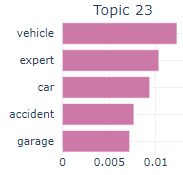 Topic 23
vehicle
expert
car
accident
garage
0 0.005 0.01